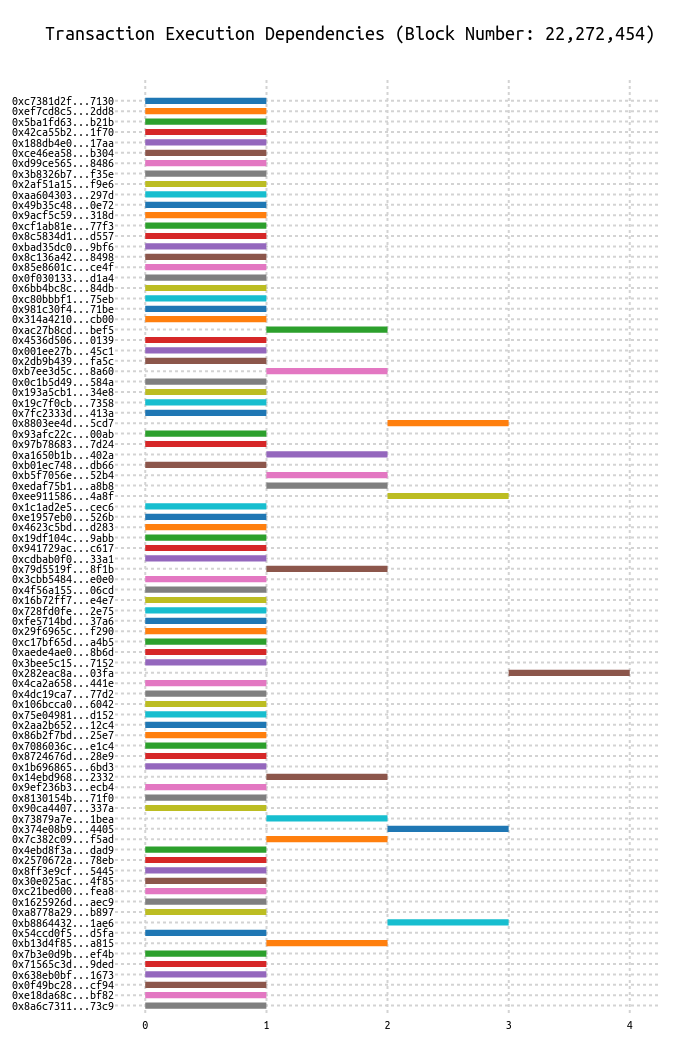 Transaction Execution Dependencies (Block Number: 22,272,454)
0xc7381d2f...7130
0xef7cd8c5...2dd8
0x5ba1fd63...b21b
0x42ca55b2...1f70
0x188db4e0...17aa
0xce46ea58...b304
0xd99ce565...8486
0x3b8326b7...f35e
0x2af51a15...f9e6
0xaa604303...297d
0x49b35c48...0e72
0x9acf5c59...318d
0xcf1ab81e...77f3
0x8c5834d1...d557
0xbad35dc0...9bf6
0x8c136a42...8498
0x85e8601c...ce4f
0x0f030133...d1a4
0x6bb4bc8c...84db
0xc80bbbf1...75eb
0x981c30f4...71be
0x314a4210...cb00
0xac27b8cd...bef5
0x4536d506...0139
0x001ee27b...45c1
0x2db9b439...fa5c
0xb7ee3d5c...8a60
0x0c1b5d49...584a
0x193a5cb1...34e8
0x19c7f0cb...7358
0x7fc2333d...413a
0x8803ee4d...5cd7
0x93afc22c...00ab
0x97b78683...7d24
0xa1650b1b...402a
0xb01ec748...db66
0xb5f7056e...52b4
0xedaf75b1...a8b8
0xee911586...4a8f
0x1c1ad2e5...cec6
0xe1957eb0...526b
0x4623c5bd...d283
0x19df104c...9abb
0x941729ac...c617
0xcdbab0f0...33a1
0x79d5519f...8f1b
0x3cbb5484...e0e0
0x4f56a155...06cd
0x16b72ff7...e4e7
0x728fd0fe...2e75
0xfe5714bd...37a6
0x29f6965c...f290
0xc17bf65d...a4b5
0xaede4ae0...8b6d
0x3bee5c15...7152
0x282eac8a...03fa
0x4ca2a658...441e
0x4dc19ca7...77d2
0x106bcca0...6042
0x75e04981...d152
0x2aa2b652...12c4
0x86b2f7bd...25e7
0x7086036c...e1c4
0x8724676d...28e9
0x1b696865...6bd3
0x14ebd968...2332
0x9ef236b3...ecb4
0x8130154b...71f0
0x90ca4407...337a
0x73879a7e...1bea
0x374e08b9...4405
0x7c382c09...f5ad
0x4ebd8f3a...dad9
0x2570672a...78eb
0x8ff3e9cf...5445
0x30e025ac...4f85
0xc21bed00...fea8
0x1625926d...aec9
0xa8778a29...b897
0xb8864432...1ae6
0x54ccd0f5...d5fa
0xb13d4f85...a815
0x7b3e0d9b...ef4b
0x71565c3d...9ded
0x638eb0bf...1673
0x0f49bc28...cf94
0xe18da68c...bf82
0x8a6c7311...73c9
0 1 2 3 4